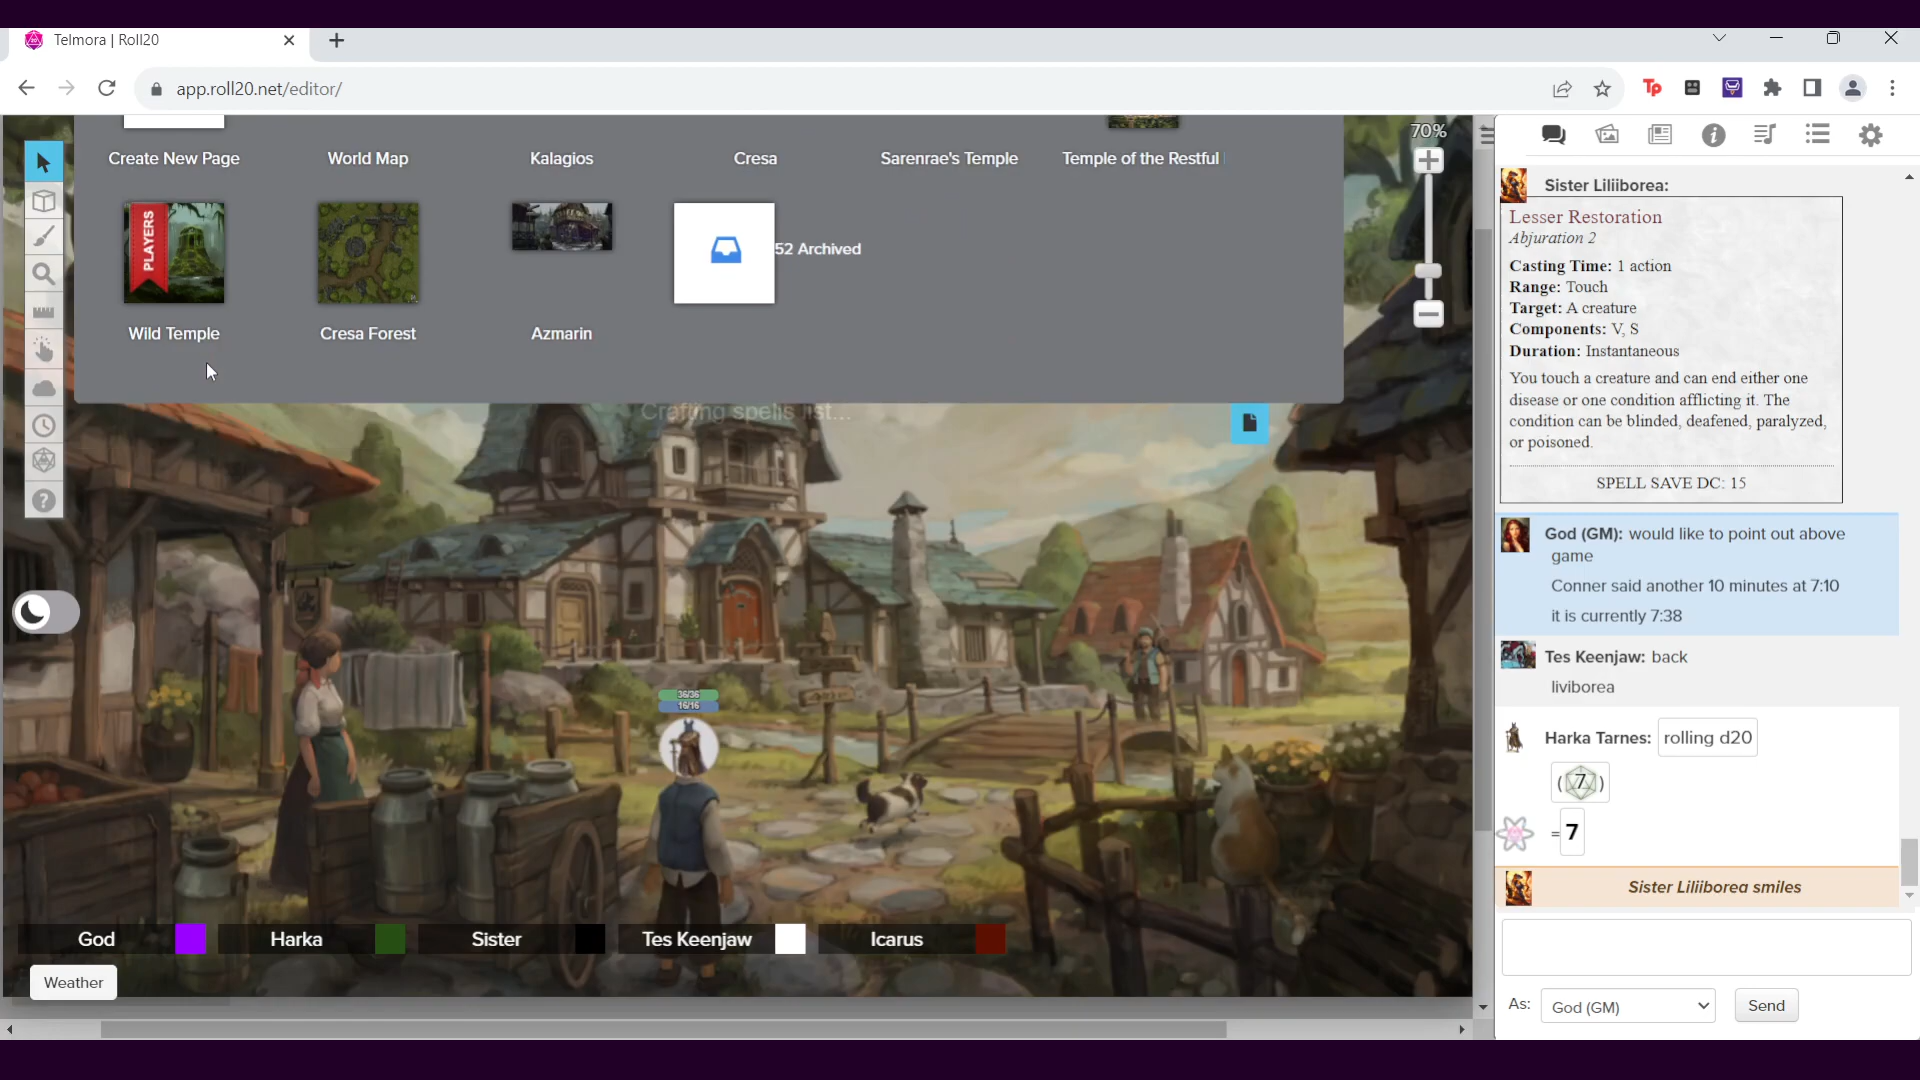 Telmora | Roll20
app.roll20.net/editor/
Create New Page
World Map
Kalagios
Cresa
Sarenrae's Temple
Temple of the Restful
PLAYERS
52 Archived
Wild Temple
Cresa Forest
Azmarin
Crafting spells list...
70%
36/36
16/16
God
Harka
Sister
Tes Keenjaw
Icarus
Weather
Sister Liliiborea:
Lesser Restoration
Abjuration 2
Casting Time: 1 action
Range: Touch
Target: A creature
Components: V, S
Duration: Instantaneous
You touch a creature and can end either one
disease or one condition afflicting it. The
condition can be blinded, deafened, paralyzed,
or poisoned.
SPELL SAVE DC: 15
God (GM): would like to point out above
game
Conner said another 10 minutes at 7:10
it is currently 7:38
Tes Keenjaw: back
liviborea
Harka Tarnes: rolling d20
(7)
=7
Sister Liliiborea smiles
As: God (GM) Send